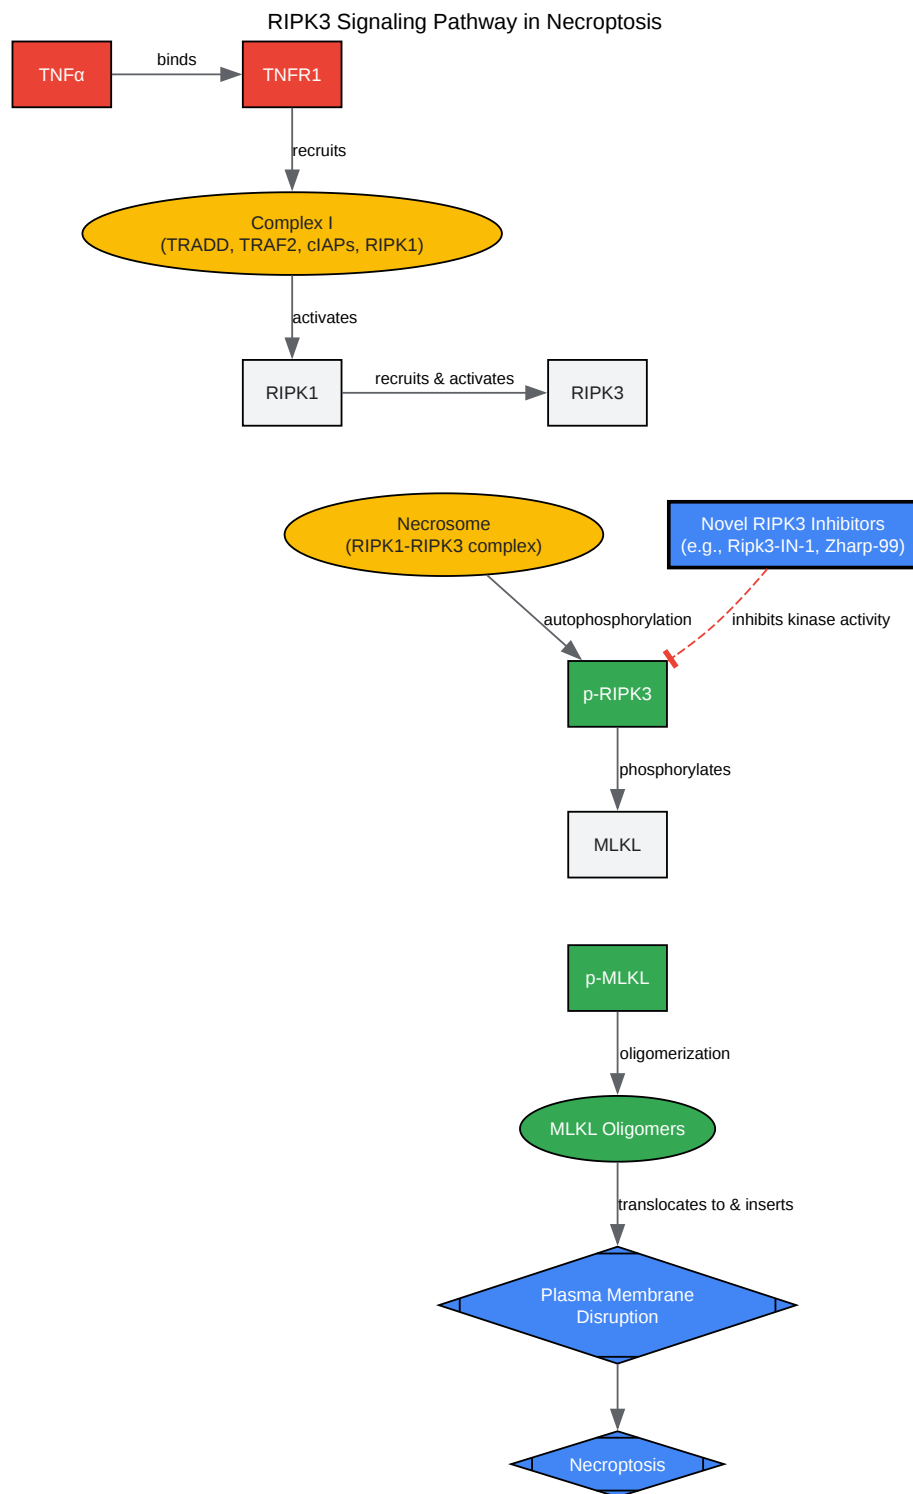 RIPK3 Signaling Pathway in Necroptosis
TNFα
binds
TNFR1
recruits
Complex I
(TRADD, TRAF2, cIAPs, RIPK1)
activates
RIPK1
recruits & activates
RIPK3
Necrosome
(RIPK1-RIPK3 complex)
Novel RIPK3 Inhibitors
(e.g., Ripk3-IN-1, Zharp-99)
autophosphorylation
inhibits kinase activity
p-RIPK3
phosphorylates
MLKL
p-MLKL
oligomerization
MLKL Oligomers
translocates to & inserts
Plasma Membrane
Disruption
Necroptosis